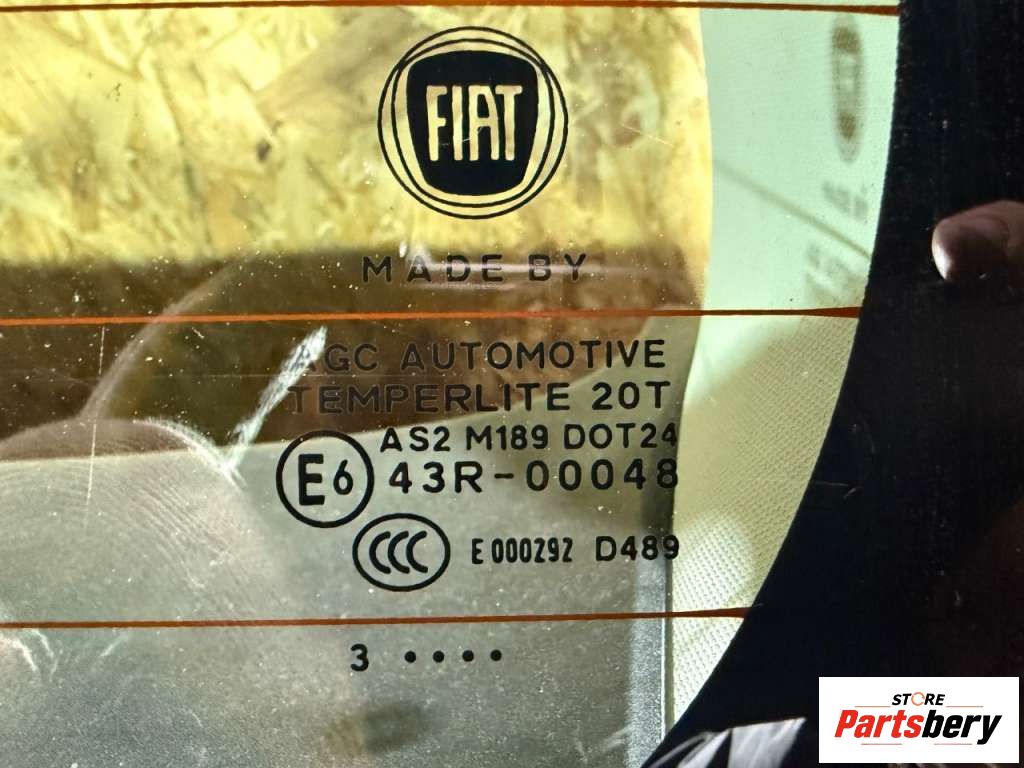 FIAT
MADE BY
AGC AUTOMOTIVE
TEMPERLITE 20T
AS2 M189 DOT24
E6 43R-00048
CCC E000292 D489
3 ••••
STORE
Partsbery